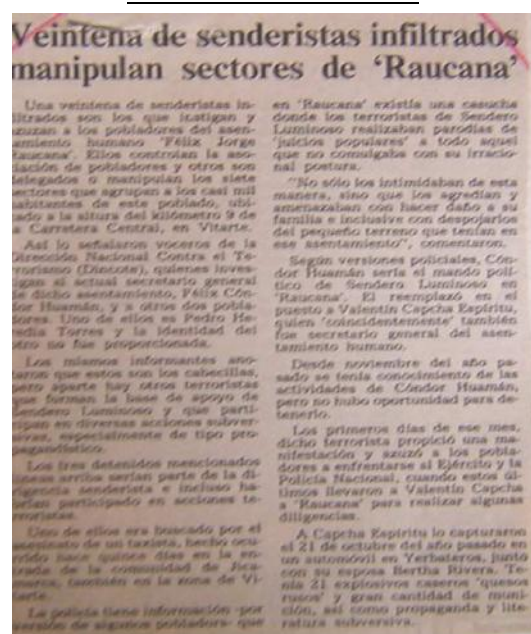 Veintena de senderistas infiltrados
manipulan sectores de 'Raucana'
Una veintena de senderistas in-
iltrados son los que instigan y
azuzan a los pobladores del asen-
amiento humano 'Félix Jorge
Raucana'. Ellos controlan la aso-
iación de pobladores y otros son
delegados o manipulan los siete
sectores que agrupan a los casi mil
habitantes de este poblado, ubi-
cado a la altura del kilómetro 9 de
a Carretera Central, en Vitarte.
Así lo señalaron voceros de la
Dirección Nacional Contra el Te-
rrorismo (Dincote), quienes inves-
igan al actual secretario general
de dicho asentamiento, Félix Cón-
dor Huamán, y a otros dos pobla-
dores. Uno de ellos es Pedro He-
redia Torres y la identidad del
otro no fue proporcionada.
Los mismos informantes ano-
taron que estos son los cabecillas,
pero aparte hay otros terroristas
que forman la base de apoyo de
Sendero Luminoso y que parti-
cipan en diversas acciones subver-
sivas, especialmente de tipo pro-
pagandístico.
Los tres detenidos mencionados
líneas arriba serían parte de la di-
rigencia senderista e incluso ha-
brían participado en acciones te-
rroristas.
Uno de ellos era buscado por el
asesinato de un taxista, hecho ocu-
rrido hace quince días en la en-
trada de la comunidad de Jica-
marca, también en la zona de Vi-
tarte.
La policía tiene información -por
versión de algunos pobladores- que
en 'Raucana' existía una casucha
donde los terroristas de Sendero
Luminoso realizaban parodias de
'juicios populares' a todo aquel
que no comulgaba con su irracio-
nal postura.
"No sólo los intimidaban de esta
manera, sino que los agredían y
amenazaban con hacer daño a su
familia e inclusive con despojarlos
del pequeño terreno que tenían en
ese asentamiento", comentaron.
Según versiones policiales, Cón-
dor Huamán sería el mando polí-
tico de Sendero Luminoso en
'Raucana'. El reemplazó en el
puesto a Valentín Capcha Espíritu,
quien 'coincidentemente' también
fue secretario general del asen-
tamiento humano.
Desde noviembre del año pa-
sado se tenía conocimiento de las
actividades de Cóndor Huamán,
pero no hubo oportunidad para de-
tenerlo.
Los primeros días de ese mes,
dicho terrorista propició una ma-
nifestación y azuzó a los pobla-
dores a enfrentarse al Ejército y la
Policía Nacional, cuando estos úl-
timos llevaron a Valentín Capcha
a 'Raucana' para realizar algunas
diligencias.
A Capcha Espíritu lo capturaron
el 21 de octubre del año pasado en
un automóvil en Yerbateros, junto
con su esposa Bertha Rivera. Te-
nía 21 explosivos caseros 'quesos
rusos' y gran cantidad de muni-
ción, así como propaganda y lite-
ratura subversiva.